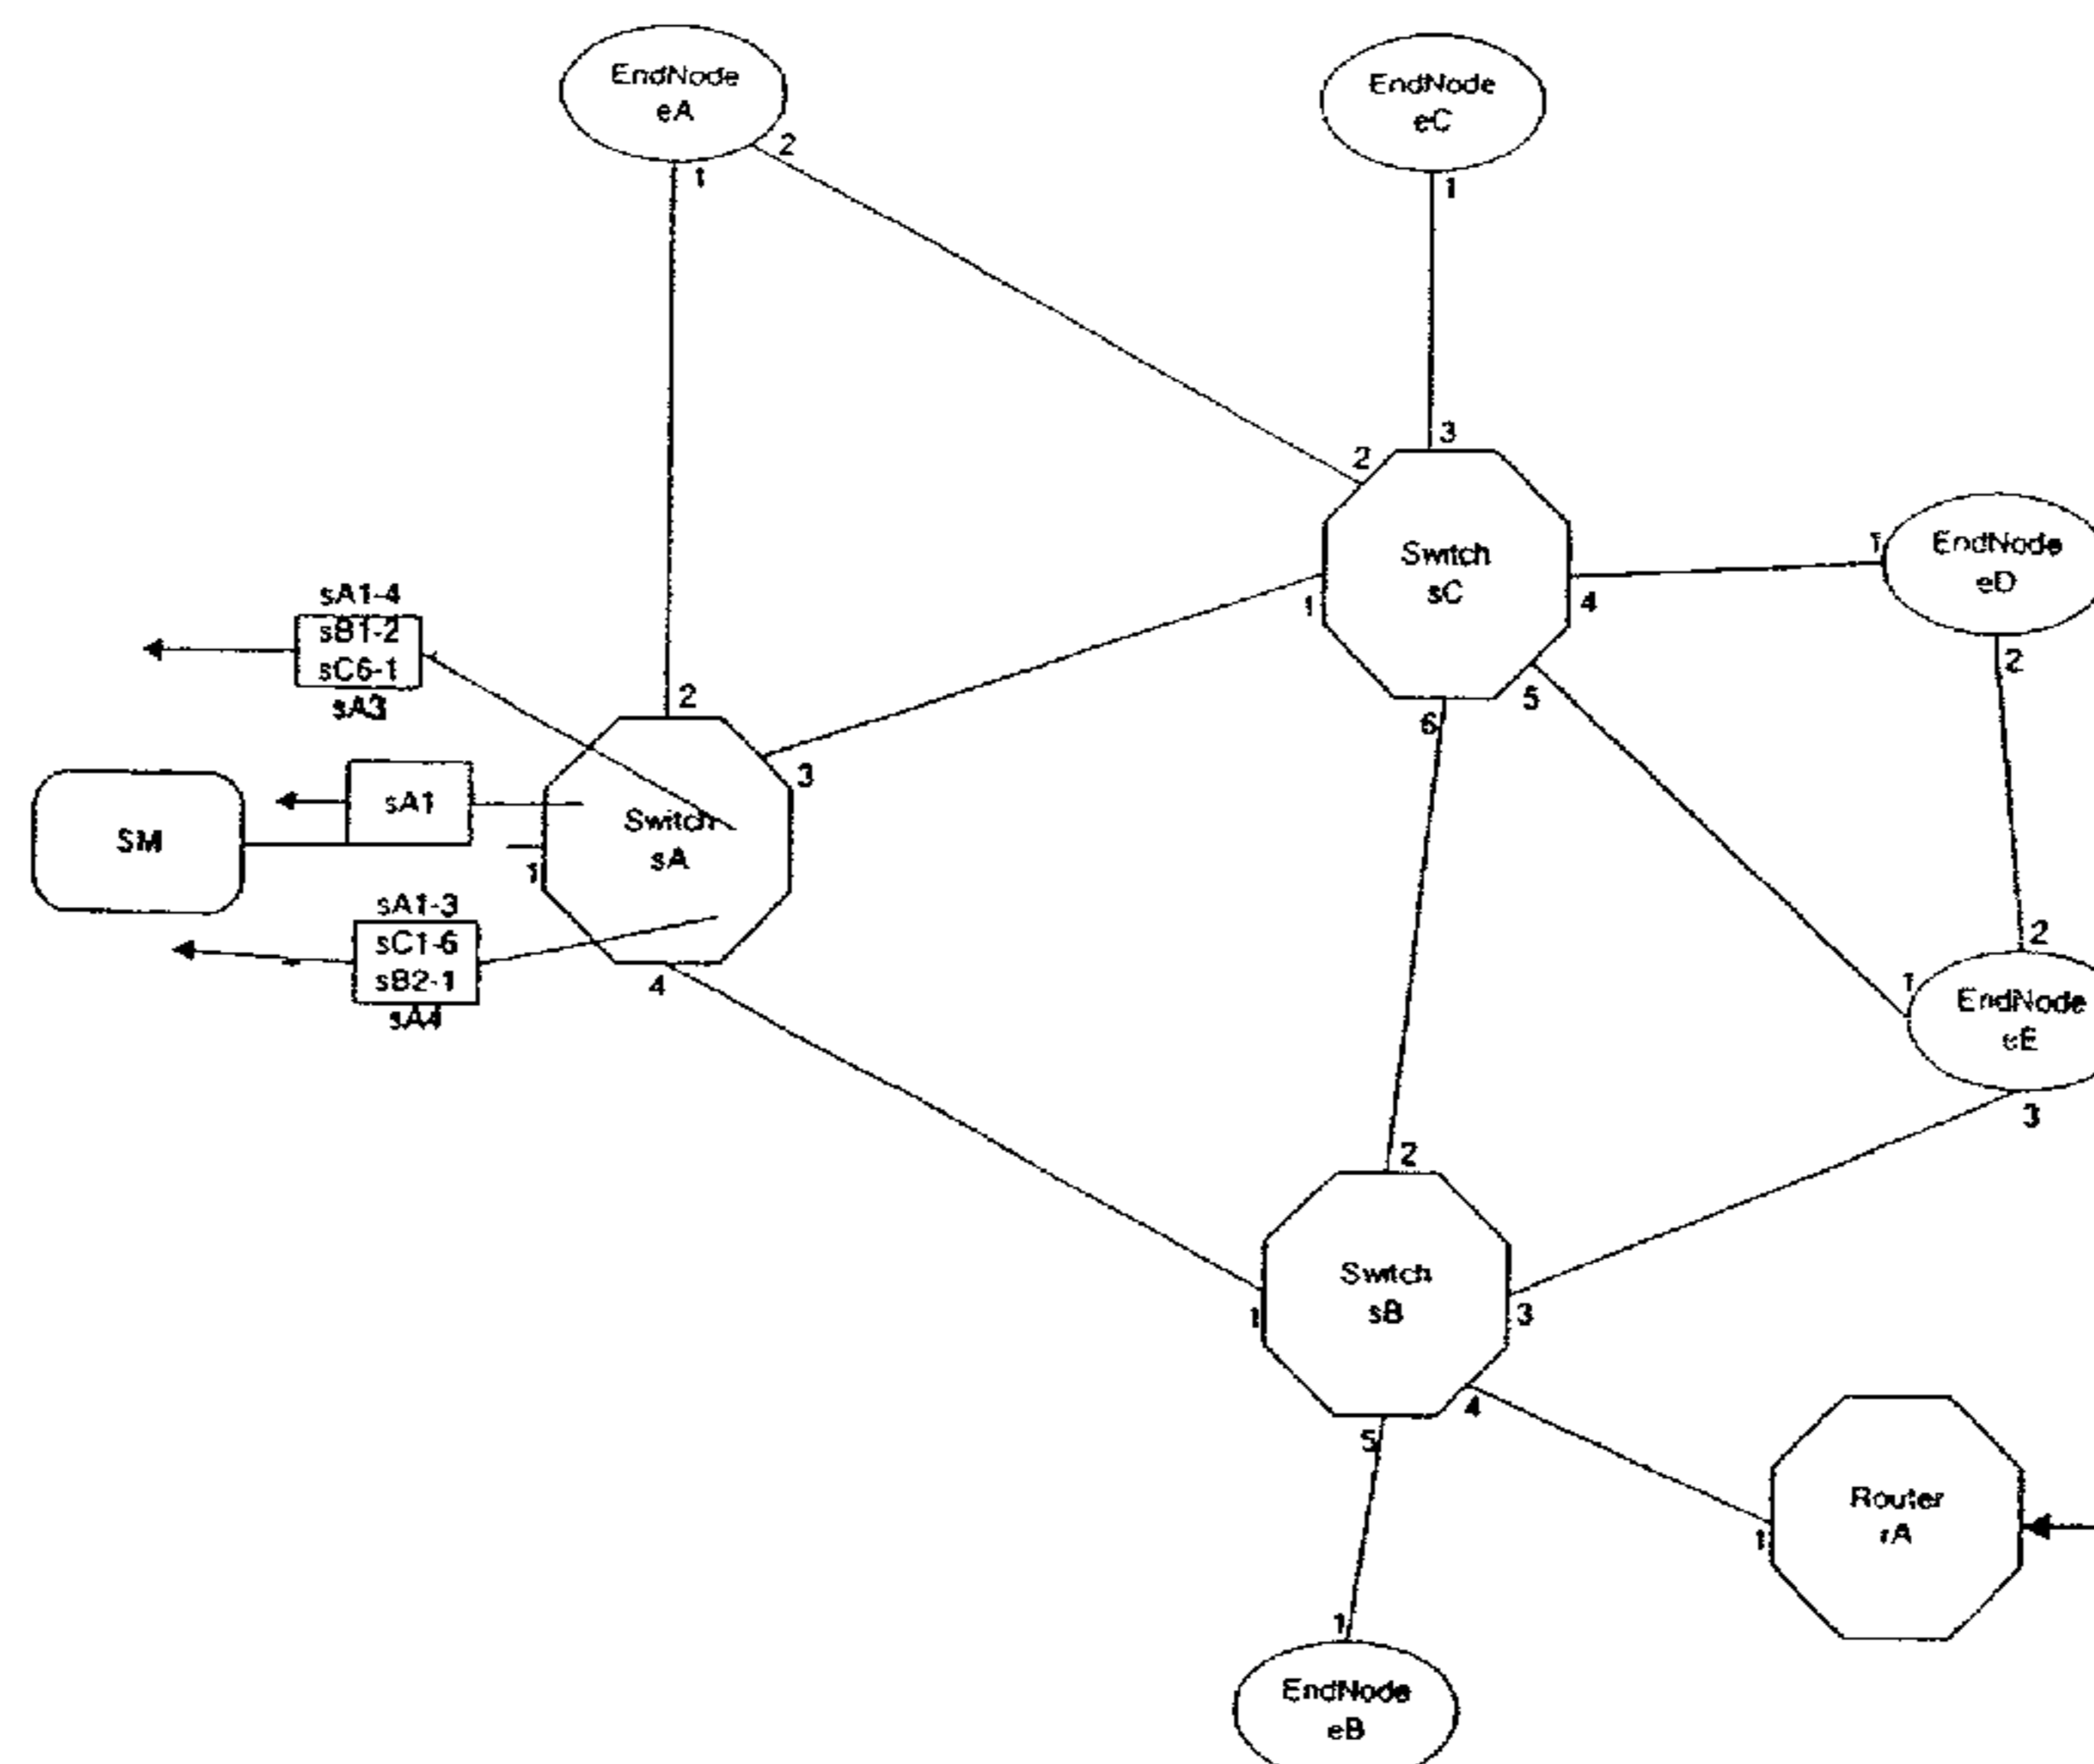 EndNode
eA
2
1
EndNode
eC
1
3
2
Switch
sC
1
4
5
6
1
EndNode
eD
2
sA1-4
sB1-2
sC6-1
sA3
2
3
SM
sA1
Switch
sA
1
4
sA1-3
sC1-6
sB2-1
sA4
2
1
EndNode
eE
3
2
Switch
sB
1
3
4
5
Router
rA
1
1
EndNode
eB